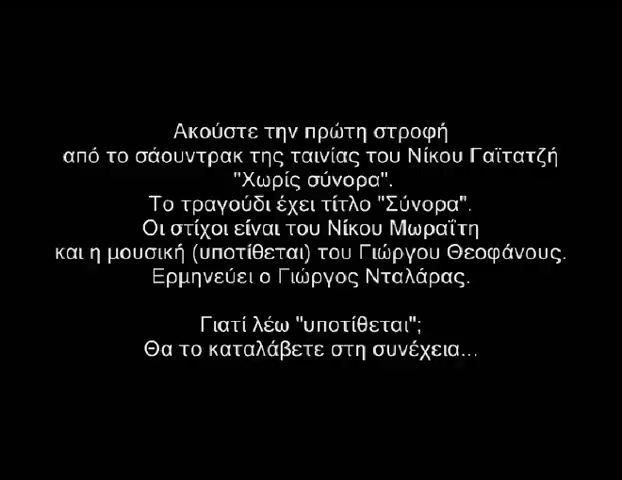 Ακούστε την πρώτη στροφή
από το σάουντρακ της ταινίας του Νίκου Γαϊτατζή
"Χωρίς σύνορα".
Το τραγούδι έχει τίτλο "Σύνορα".
Οι στίχοι είναι του Νίκου Μωραΐτη
και η μουσική (υποτίθεται) του Γιώργου Θεοφάνους.
Ερμηνεύει ο Γιώργος Νταλάρας.
Γιατί λέω "υποτίθεται";
Θα το καταλάβετε στη συνέχεια...